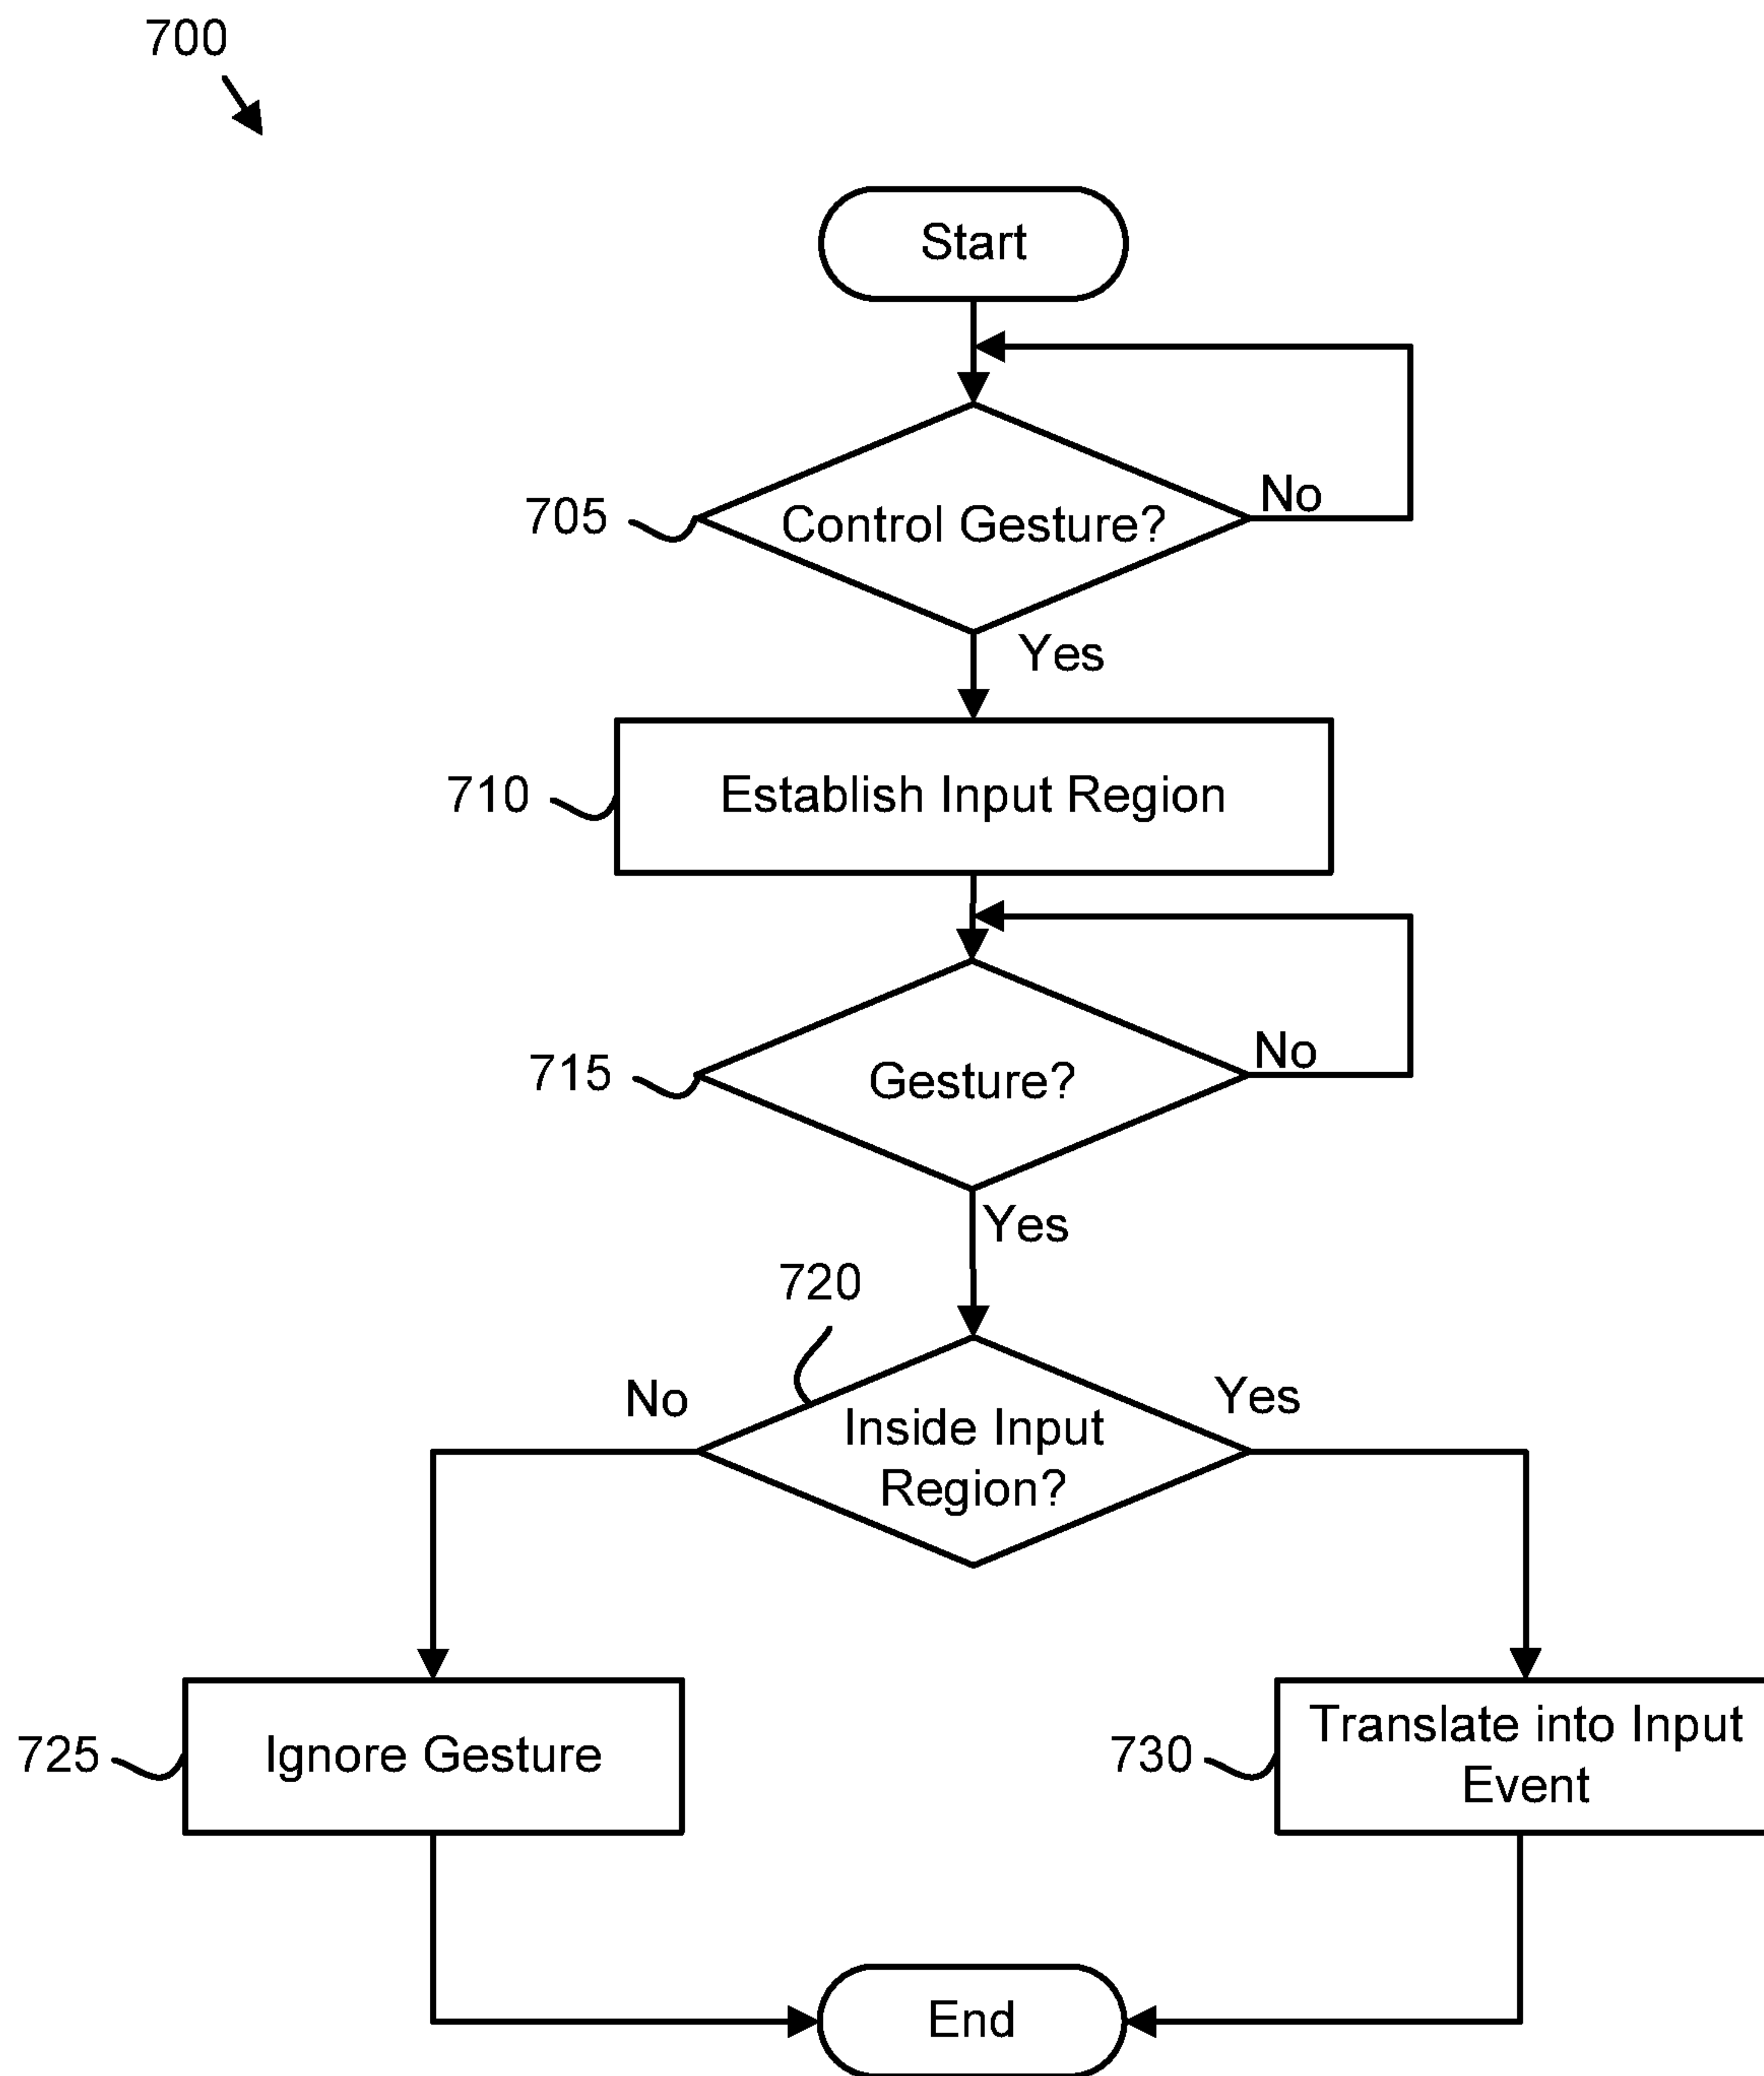 700
Start
705
Control Gesture?
No
Yes
710
Establish Input Region
715
Gesture?
No
Yes
720
No
Yes
Inside Input
Region?
725
Ignore Gesture
730
Translate into Input
Event
End